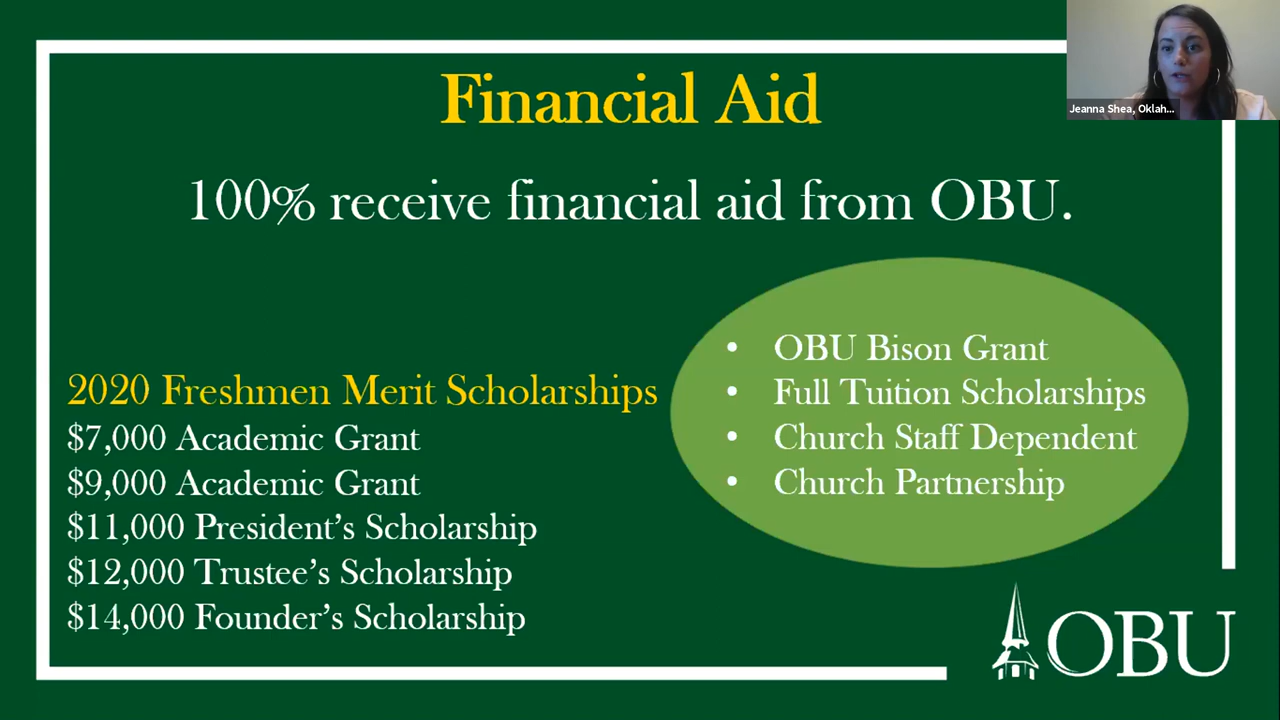 Financial Aid
Jeanna Shea, Oklah...
100% receive financial aid from OBU.
2020 Freshmen Merit Scholarships
$7,000 Academic Grant
$9,000 Academic Grant
$11,000 President’s Scholarship
$12,000 Trustee’s Scholarship
$14,000 Founder’s Scholarship
• OBU Bison Grant
• Full Tuition Scholarships
• Church Staff Dependent
• Church Partnership
OBU